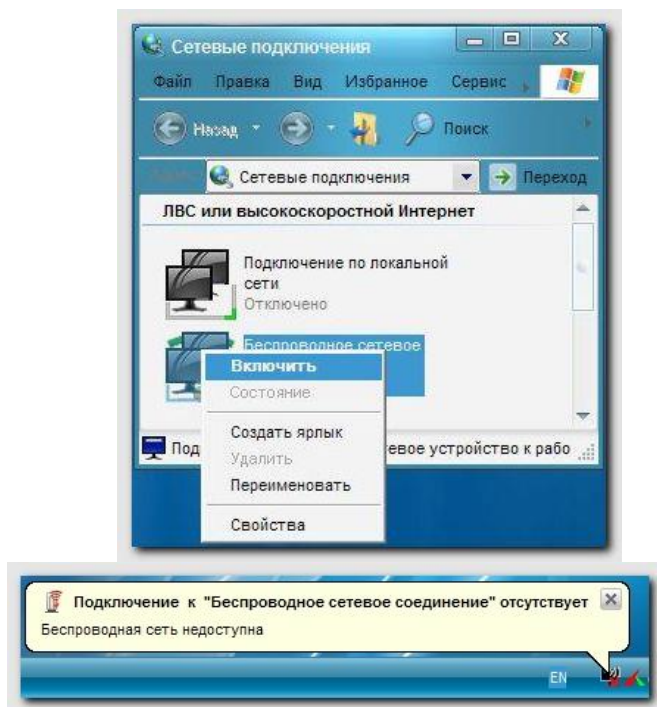 Сетевые подключения
Файл Правка Вид Избранное Сервис
Назад Поиск
Сетевые подключения Переход
ЛВС или высокоскоростной Интернет
Подключение по локальной
сети
Отключено
Беспроводное сетевое
Включить
Состояние
Создать ярлык
Под евое устройство к рабо
Удалить
Переименовать
Свойства
Подключение к "Беспроводное сетевое соединение" отсутствует
Беспроводная сеть недоступна
EN